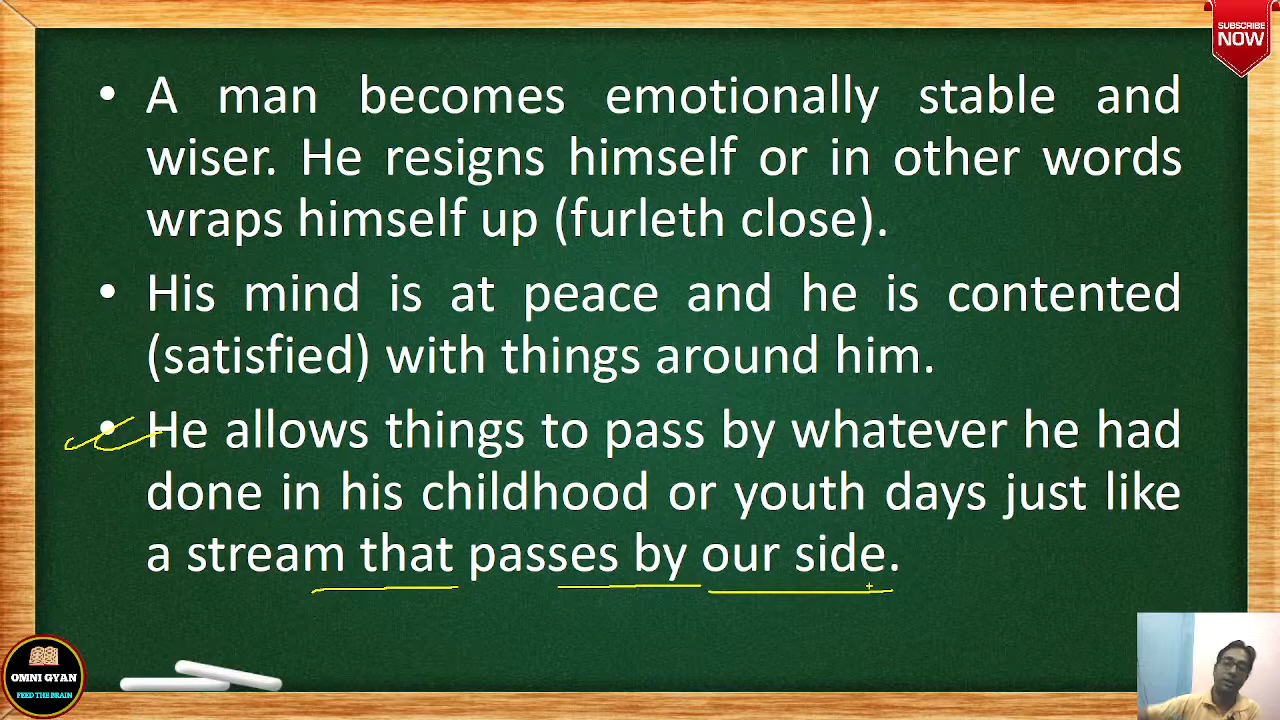 SUBSCRIBE
NOW
• A man becomes emotionally stable and
wiser. He resigns himself or in other words
wraps himself up (furleth close).
• His mind is at peace and he is contented
(satisfied) with things around him.
• He allows things to pass by whatever he had
done in his childhood or youth days just like
a stream that passes by our side.
OMNI GYAN
FEED THE BRAIN